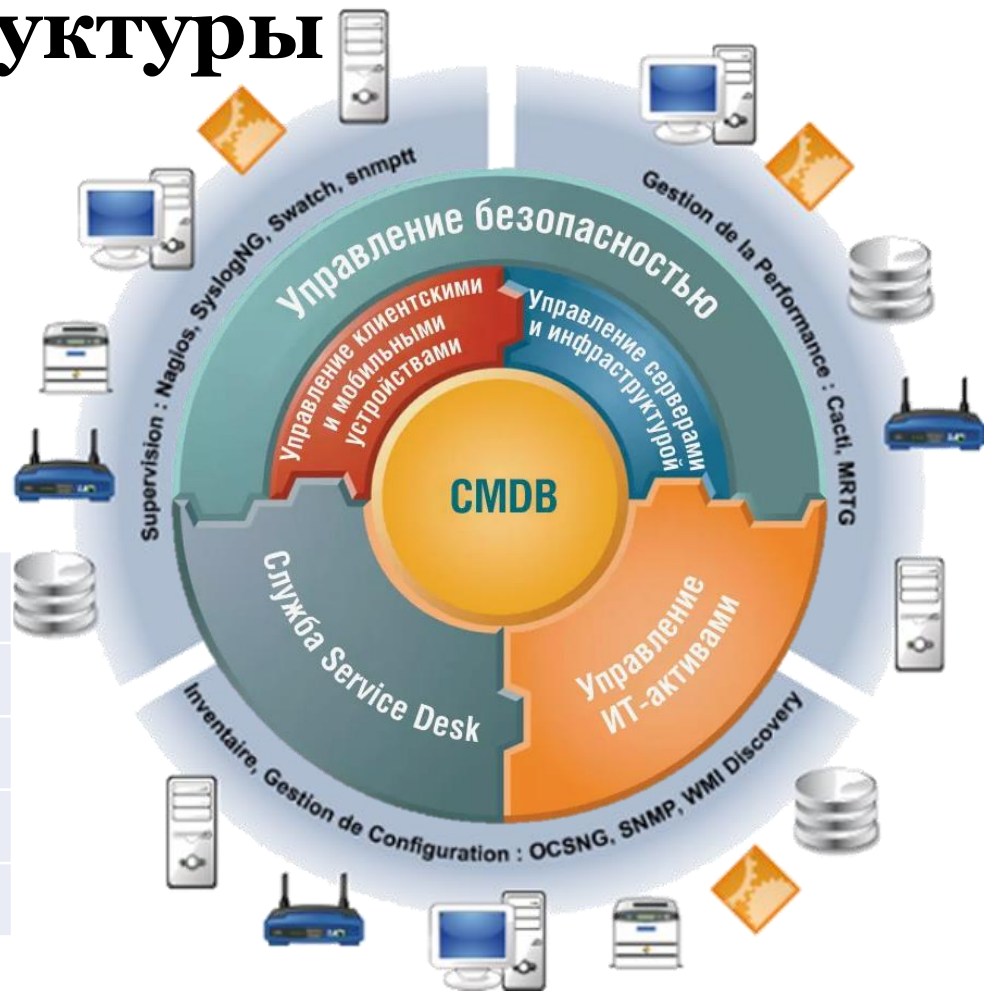 уктуры
Supervision : Nagios, SyslogNG, Swatch, snmptt
Gestion de la Performance : Cacti, MRTG
Управление безопасностью
Управление клиентскими
и мобильными
устройствами
Управление серверами
и инфраструктурой
CMDB
Служба Service Desk
Управление
ИТ-активами
Inventaire, Gestion de Configuration : OCSNG, SNMP, WMI Discovery